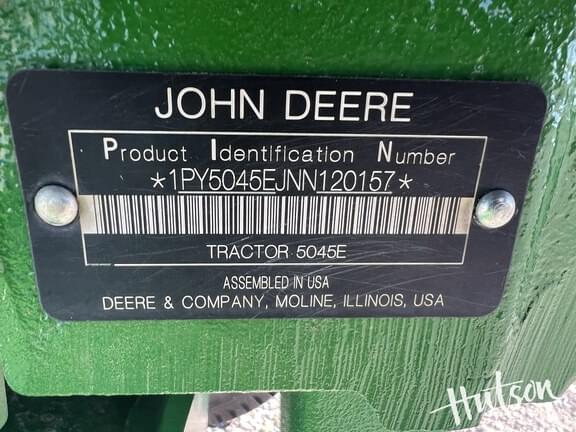 JOHN DEERE
Product Identification Number
*1PY5045EJNN120157*
TRACTOR 5045E
ASSEMBLED IN USA
DEERE & COMPANY, MOLINE, ILLINOIS, USA
Hutson